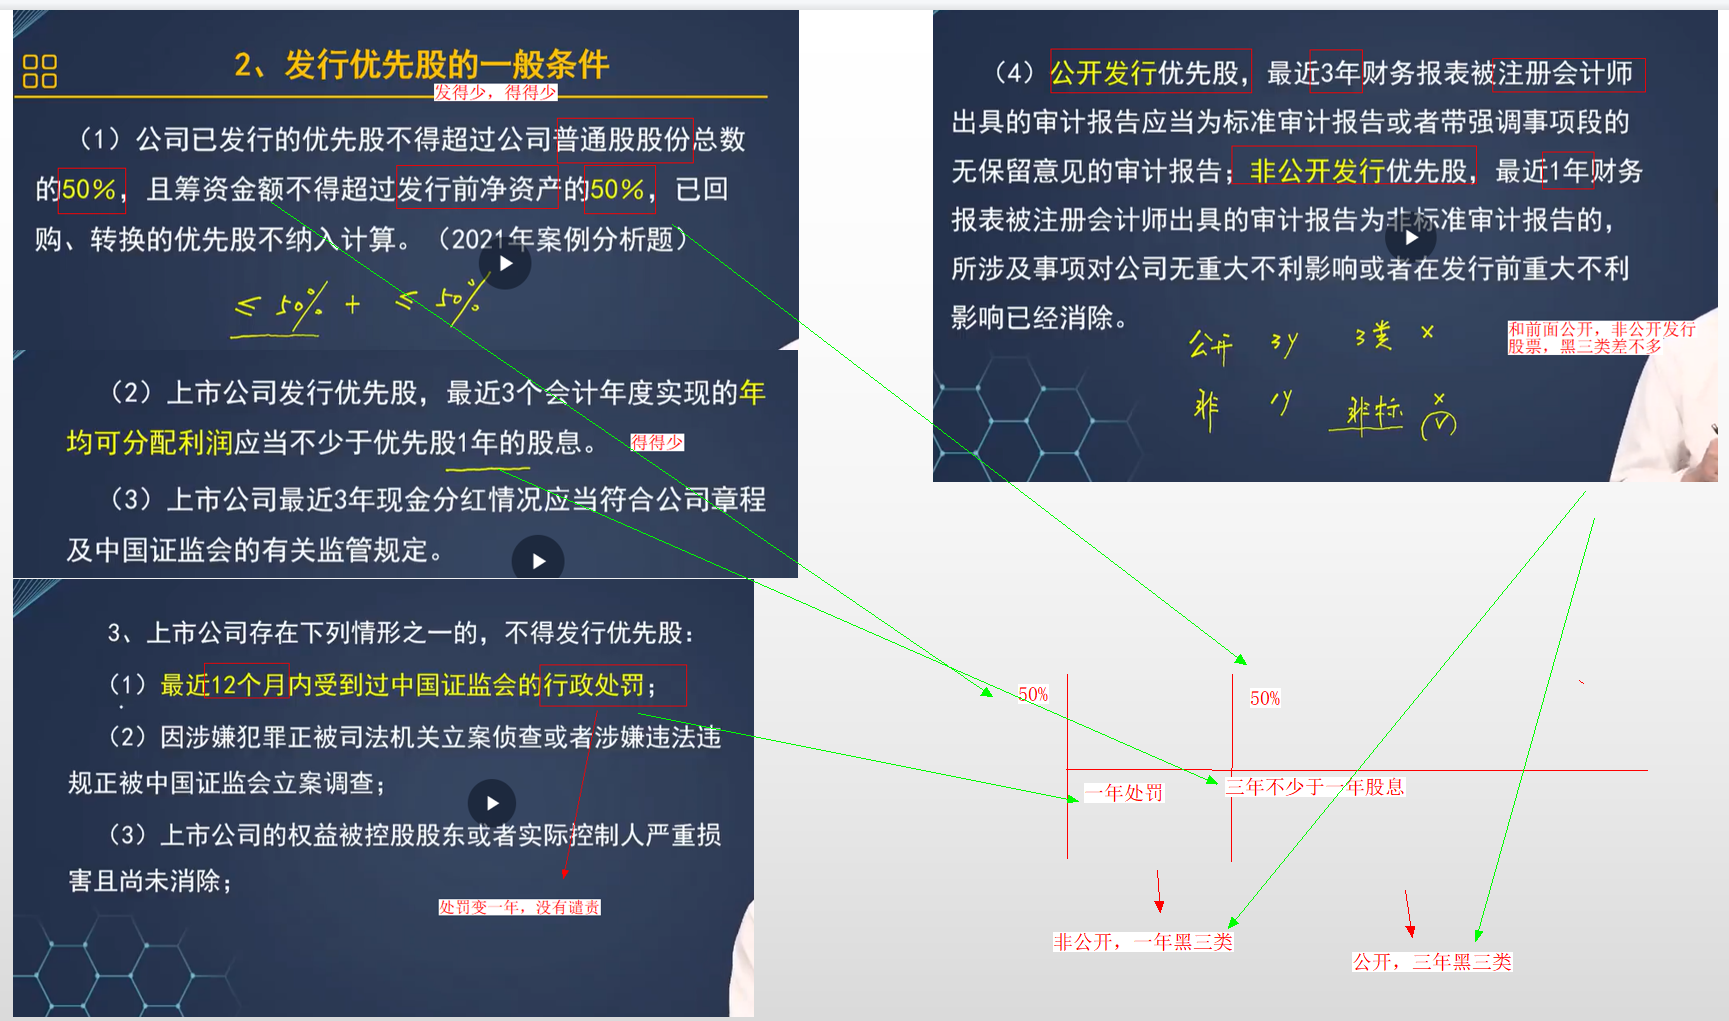 2、发行优先股的一般条件
发得少，得得少
（1）公司已发行的优先股不得超过公司普通股股份总数
的50%，且筹资金额不得超过发行前净资产的50%，已回
购、转换的优先股不纳入计算。（2021年案例分析题）
≤ 50% + ≤ 50%
（2）上市公司发行优先股，最近3个会计年度实现的年
均可分配利润应当不少于优先股1年的股息。
得得少
（3）上市公司最近3年现金分红情况应当符合公司章程
及中国证监会的有关监管规定。
3、上市公司存在下列情形之一的，不得发行优先股：
（1）最近12个月内受到过中国证监会的行政处罚；
（2）因涉嫌犯罪正被司法机关立案侦查或者涉嫌违法违
规正被中国证监会立案调查；
（3）上市公司的权益被控股股东或者实际控制人严重损
害且尚未消除；
处罚变一年，没有谴责
（4）公开发行优先股，最近3年财务报表被注册会计师
出具的审计报告应当为标准审计报告或者带强调事项段的
无保留意见的审计报告；非公开发行优先股，最近1年财务
报表被注册会计师出具的审计报告为非标准审计报告的，
所涉及事项对公司无重大不利影响或者在发行前重大不利
影响已经消除。
公开 3y 3类 ×
非 1y 非标 ×
(√)
和前面公开，非公开发行
股票，黑三类差不多
50%
50%
一年处罚
三年不少于一年股息
非公开，一年黑三类
公开，三年黑三类